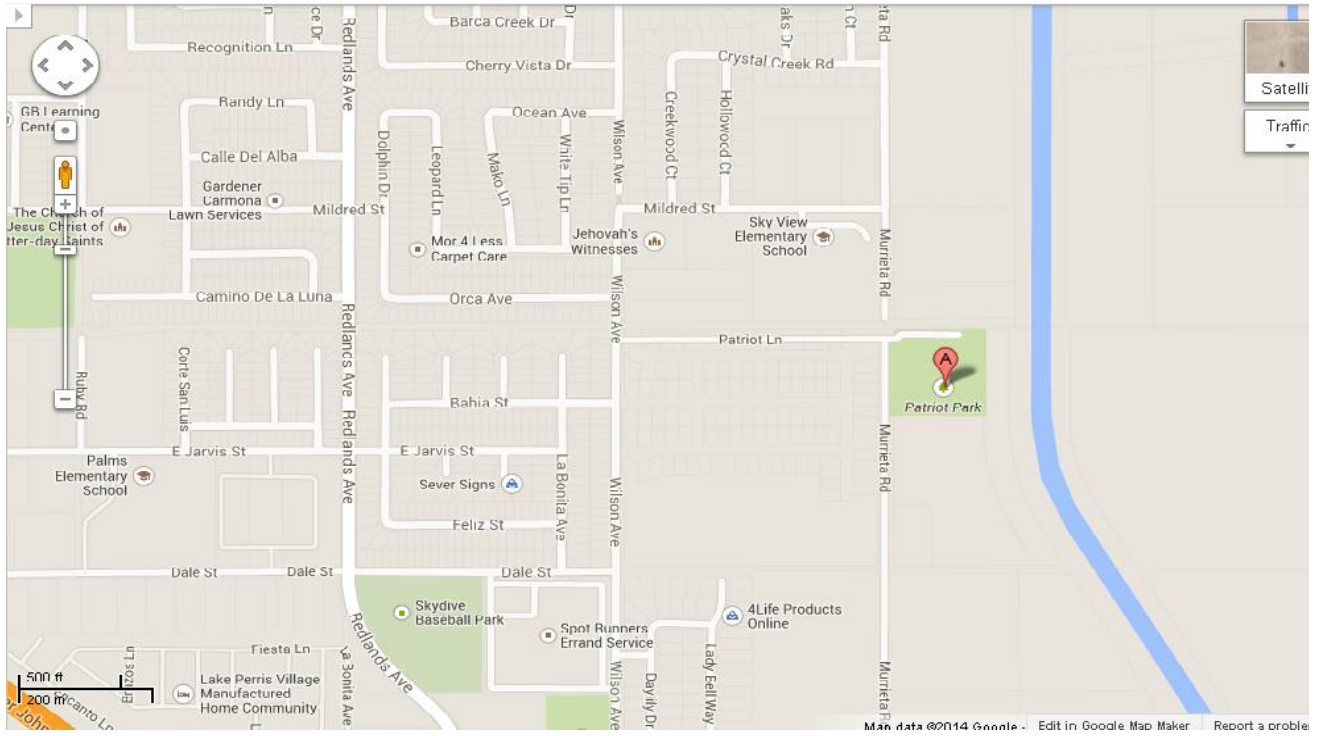 Barca Creek Dr
Dr
ce Dr
Redlands Ave
aks Dr
n Ct
Recognition Ln
Cherry Vista Dr
Crystal Creek Rd
Murrieta Rd
Satelli
Traffic
GB Learning
Cente
Randy Ln
Ocean Ave
Wilson Ave
Creekwood Ct
Hollowood Ct
Calle Del Alba
Dolphin Dr
Leopard Ln
Mako Ln
White Tip Ln
Gardener
Carmona
Lawn Services
Mildred St
Mildred St
The Church of
Jesus Christ of
tter-day Saints
Mor 4 Less
Carpet Care
Jehovah's
Witnesses
Sky View
Elementary
School
Murrieta Rd
Camino De La Luna
Orca Ave
Wilson Ave
Redlands Ave
Patriot Ln
A
Patriot Park
Ruby Rd
Corte San Luis
Bahia St
Redlands Ave
E Jarvis St
E Jarvis St
Murrieta Rd
Palms
Elementary
School
Sever Signs
La Bonita Ave
Wilson Ave
Feliz St
Dale St
Dale St
Dale St
Skydive
Baseball Park
Spot Runners
Errand Service
4Life Products
Online
Redlands Ave
Fiesta Ln
La Bonita Ave
Wilson Ave
Lady Bell Way
Murrieta R
500 ft
200 m
Encanto Ln
Lake Perris Village
Manufactured
Home Community
Map data ©2014 Google -
Edit in Google Map Maker
Report a proble